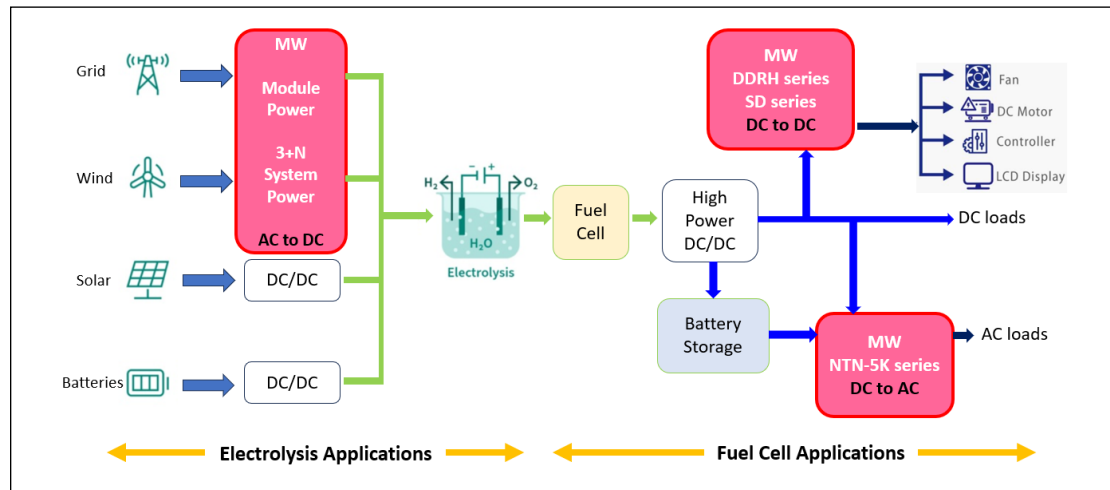 Grid
Wind
Solar
Batteries
MW
Module
Power
3+N
System
Power
AC to DC
DC/DC
DC/DC
− +
H₂
O₂
H₂O
Electrolysis
Fuel
Cell
High
Power
DC/DC
Battery
Storage
MW
DDRH series
SD series
DC to DC
Fan
DC Motor
Controller
LCD Display
DC loads
MW
NTN-5K series
DC to AC
AC loads
Electrolysis Applications
Fuel Cell Applications